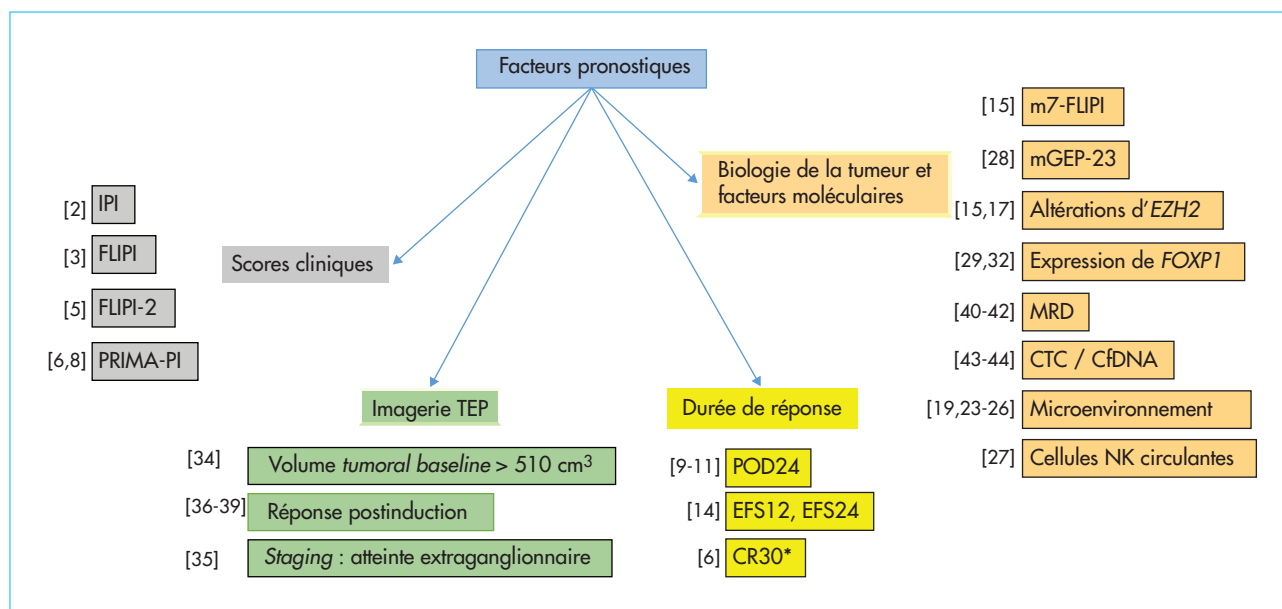 Facteurs pronostiques
Scores cliniques
[2] IPI
[3] FLIPI
[5] FLIPI-2
[6,8] PRIMA-PI
Imagerie TEP
[34] Volume tumoral baseline > 510 cm³
[36-39] Réponse postinduction
[35] Staging : atteinte extraganglionnaire
Durée de réponse
[9-11] POD24
[14] EFS12, EFS24
[6] CR30*
Biologie de la tumeur et
facteurs moléculaires
[15] m7-FLIPI
[28] mGEP-23
[15,17] Altérations d'EZH2
[29,32] Expression de FOXP1
[40-42] MRD
[43-44] CTC / CfDNA
[19,23-26] Microenvironnement
[27] Cellules NK circulantes